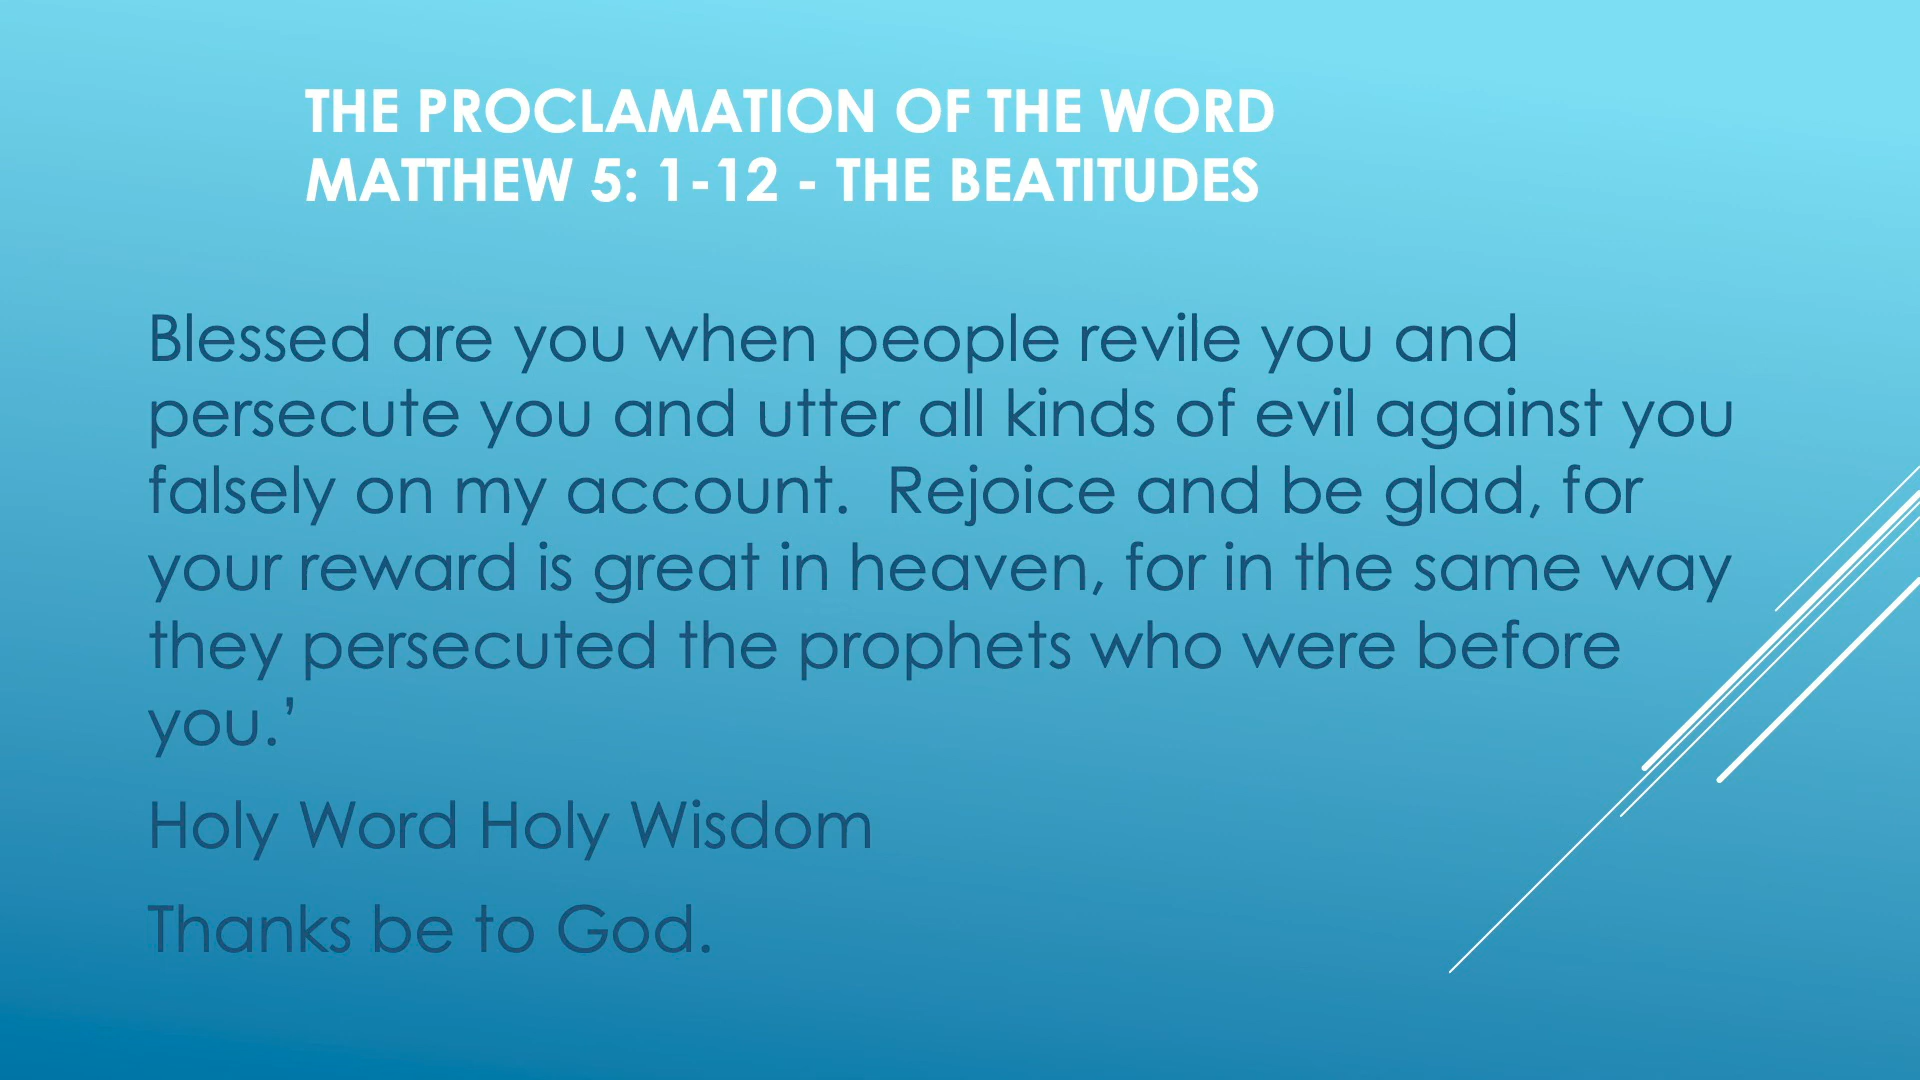 THE PROCLAMATION OF THE WORD
MATTHEW 5: 1-12 - THE BEATITUDES
Blessed are you when people revile you and
persecute you and utter all kinds of evil against you
falsely on my account.  Rejoice and be glad, for
your reward is great in heaven, for in the same way
they persecuted the prophets who were before
you.’
Holy Word Holy Wisdom
Thanks be to God.